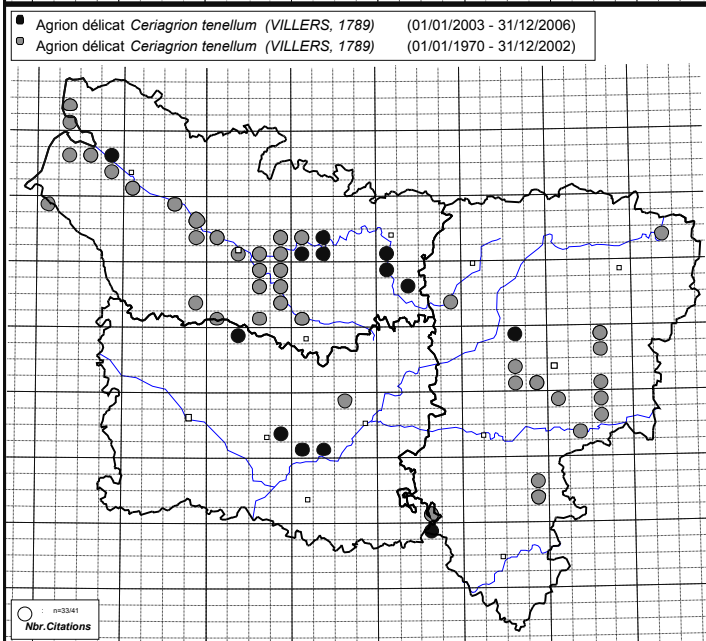 Agrion délicat Ceriagrion tenellum (VILLERS, 1789) (01/01/2003 - 31/12/2006)
Agrion délicat Ceriagrion tenellum (VILLERS, 1789) (01/01/1970 - 31/12/2002)
: n=33/41
Nbr.Citations